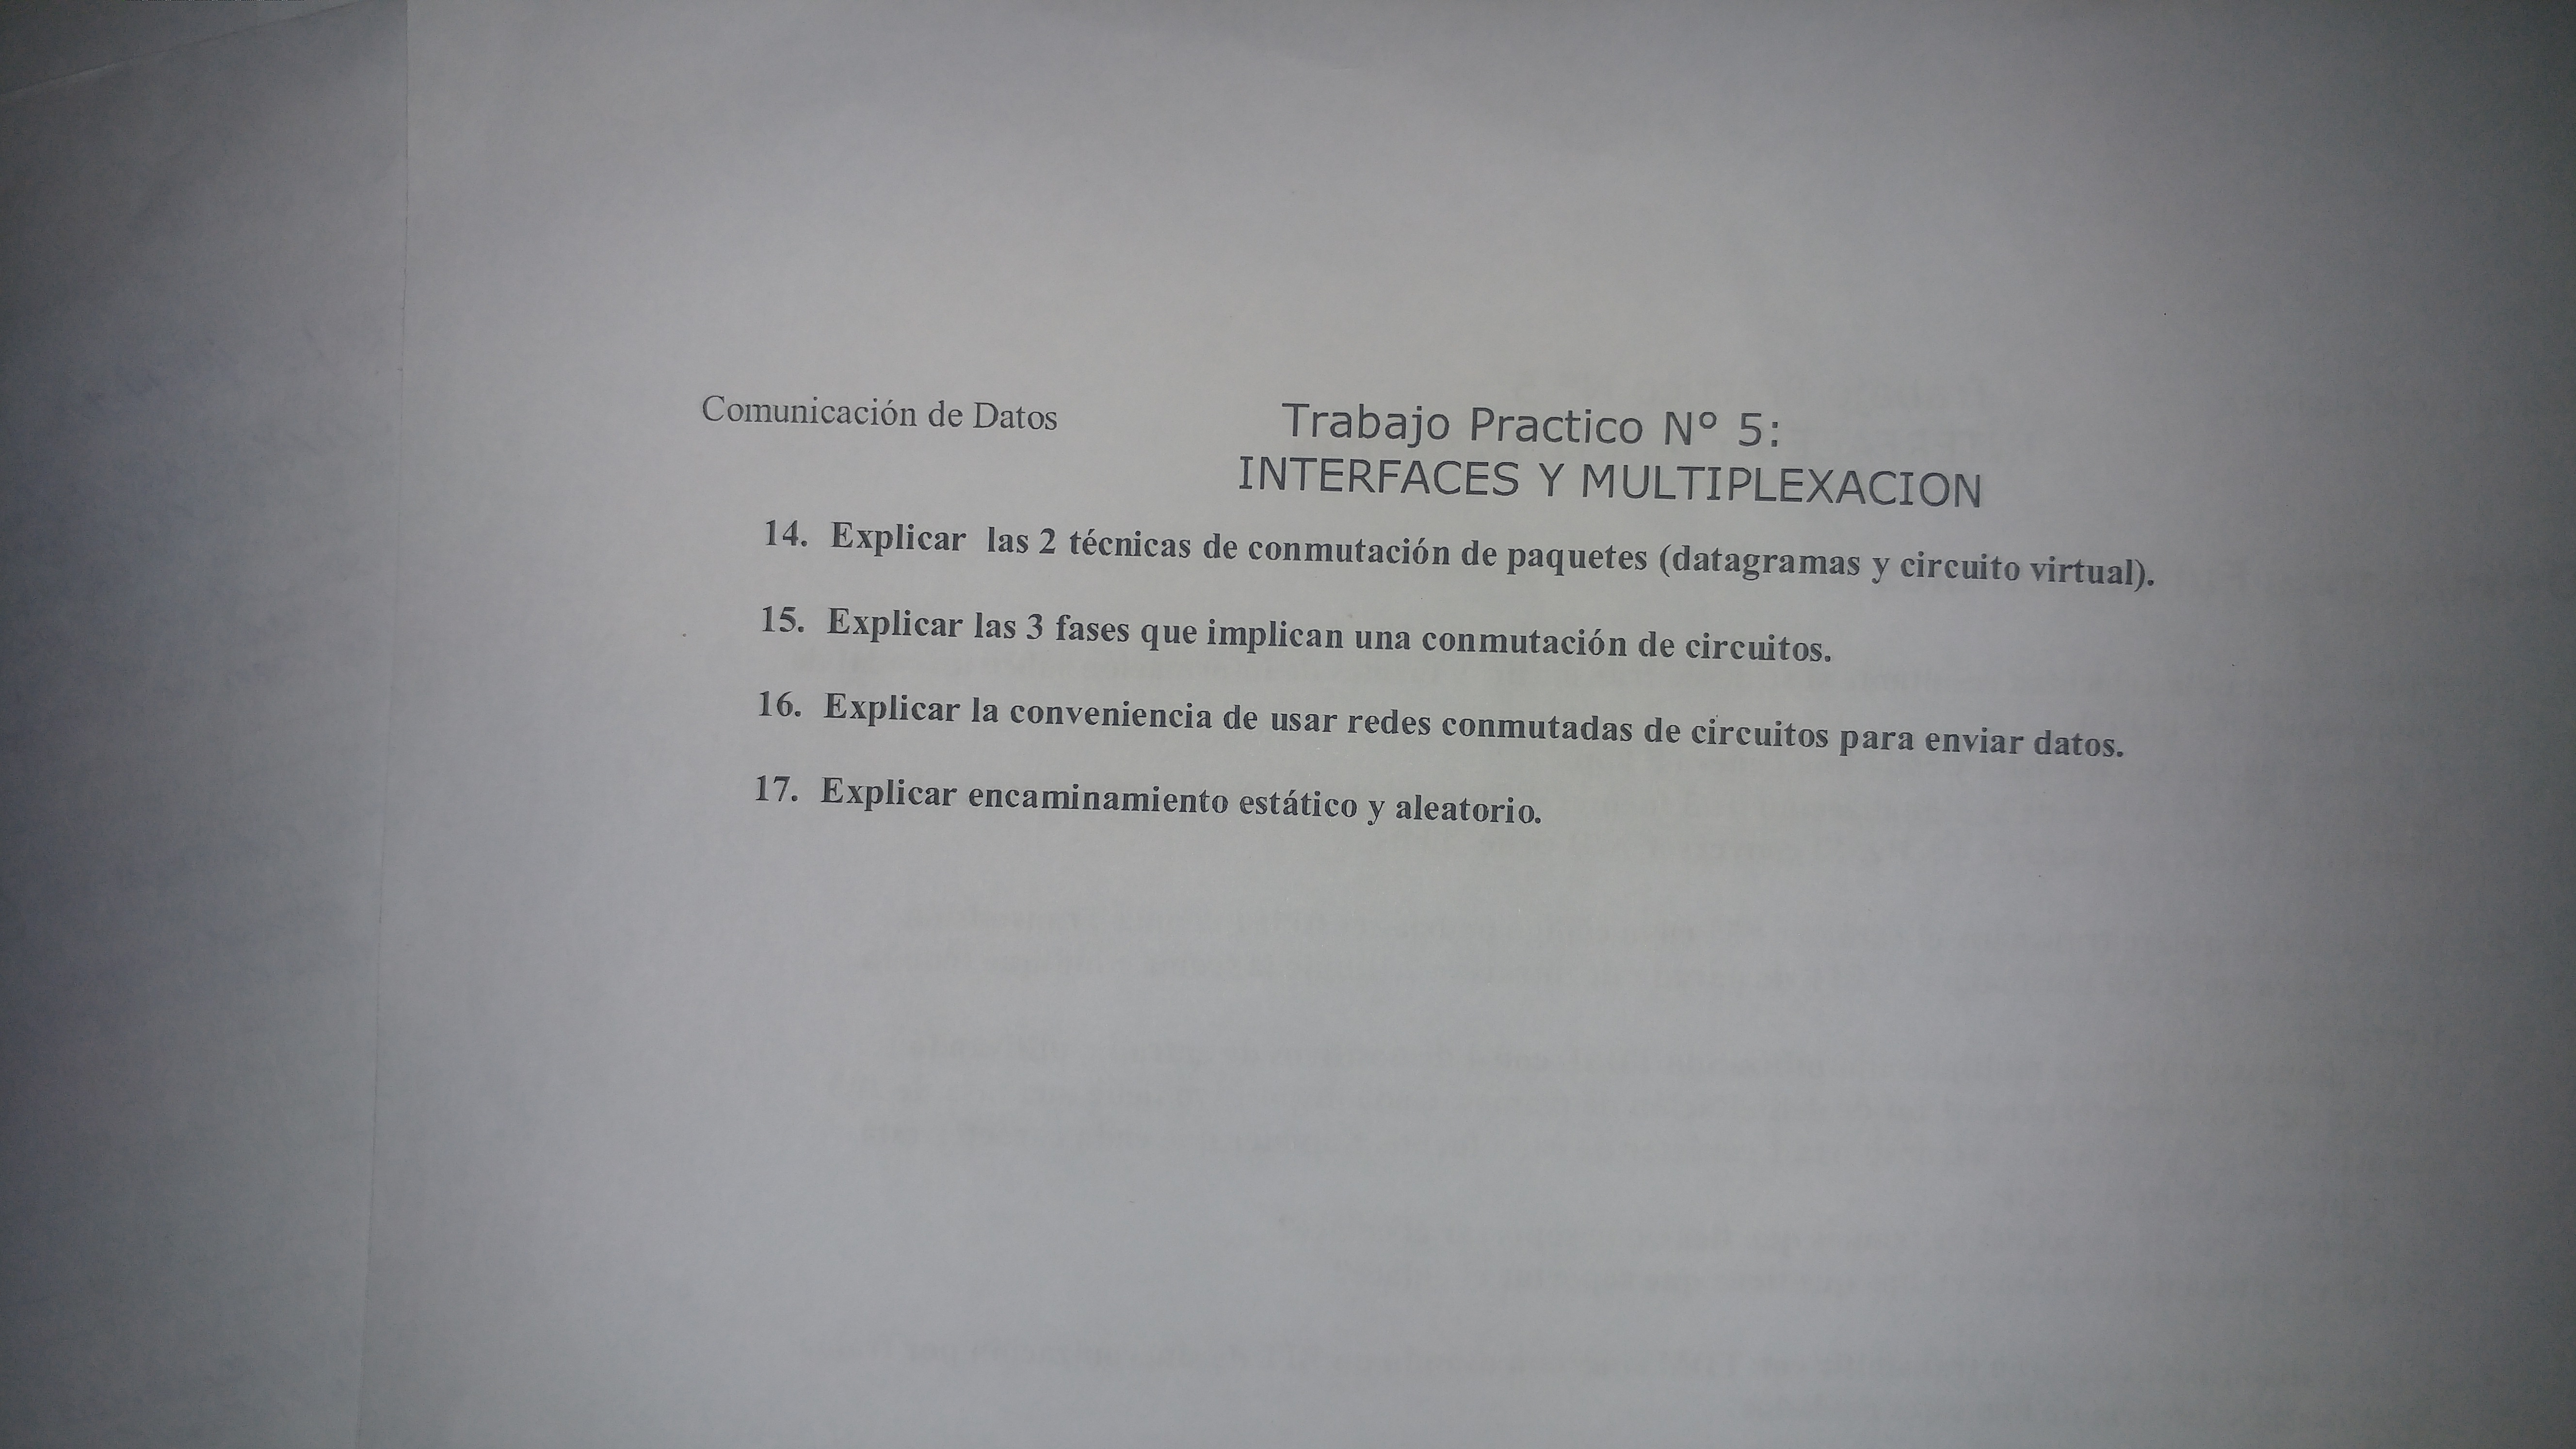 Comunicación de Datos
Trabajo Practico N° 5:
INTERFACES Y MULTIPLEXACION
14. Explicar las 2 técnicas de conmutación de paquetes (datagramas y circuito virtual).
15. Explicar las 3 fases que implican una conmutación de circuitos.
16. Explicar la conveniencia de usar redes conmutadas de circuitos para enviar datos.
17. Explicar encaminamiento estático y aleatorio.